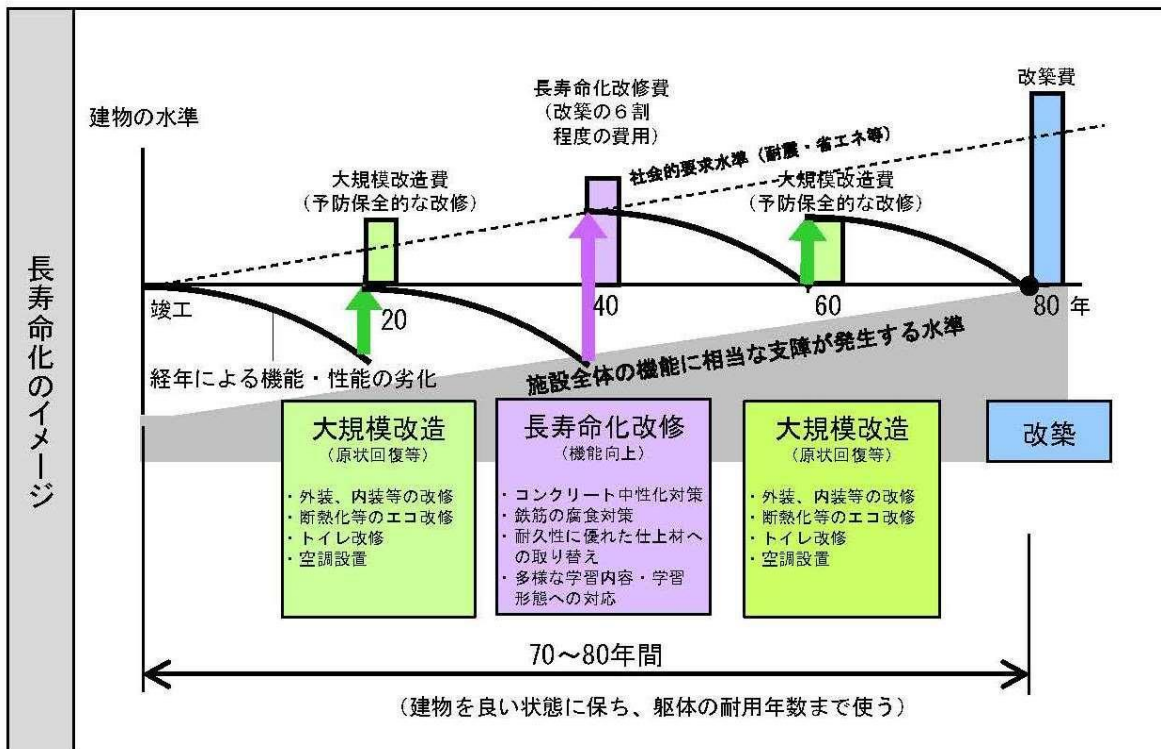 長寿命化のイメージ
建物の水準
改築費
長寿命化改修費
(改築の6割
程度の費用)
社会的要求水準(耐震・省エネ等)
大規模改造費
(予防保全的な改修)
大規模改造費
(予防保全的な改修)
竣工
20
40
60
80 年
経年による機能・性能の劣化
施設全体の機能に相当な支障が発生する水準
大規模改造
(原状回復等)
・外装、内装等の改修
・断熱化等のエコ改修
・トイレ改修
・空調設置
長寿命化改修
(機能向上)
・コンクリート中性化対策
・鉄筋の腐食対策
・耐久性に優れた仕上材へ
の取り替え
・多様な学習内容・学習
形態への対応
大規模改造
(原状回復等)
・外装、内装等の改修
・断熱化等のエコ改修
・トイレ改修
・空調設置
改築
70~80年間
(建物を良い状態に保ち、躯体の耐用年数まで使う)